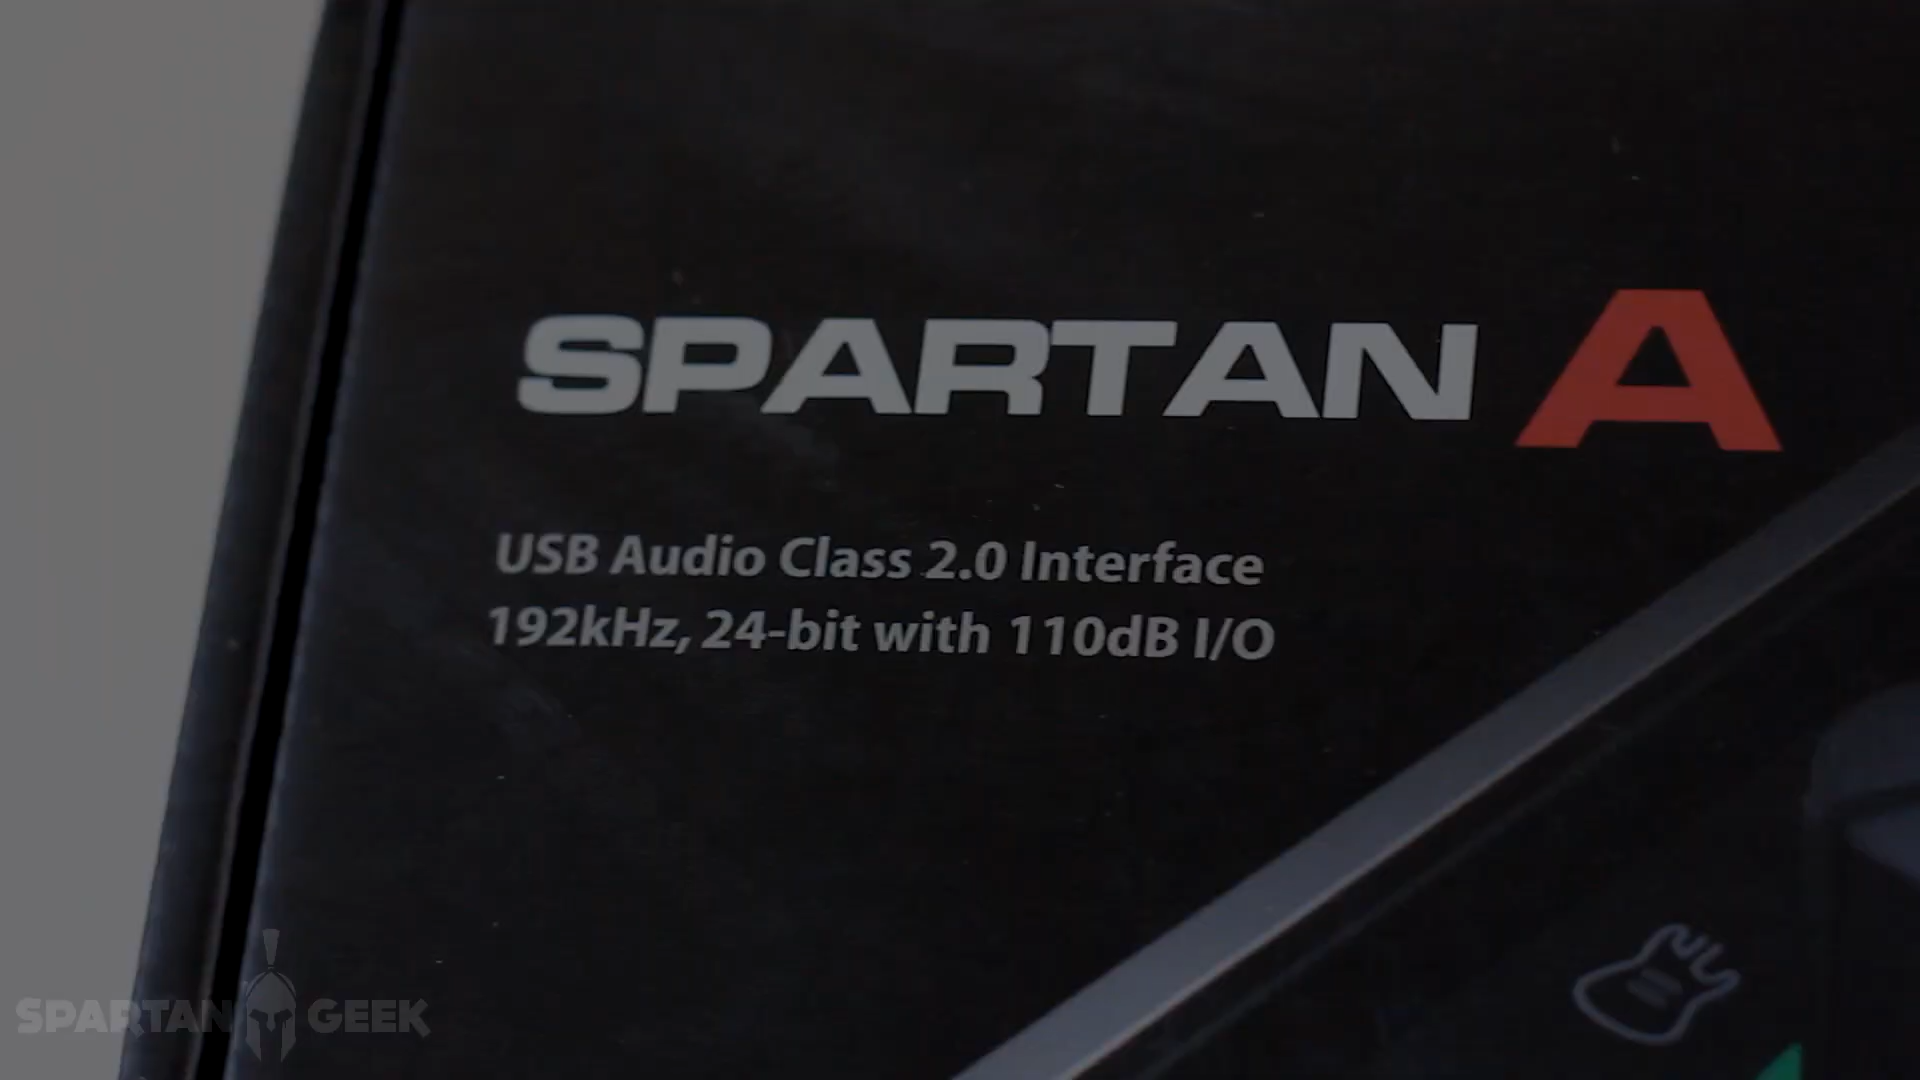 SPARTAN A
USB Audio Class 2.0 Interface
192kHz, 24-bit with 110dB I/O
SPARTAN GEEK